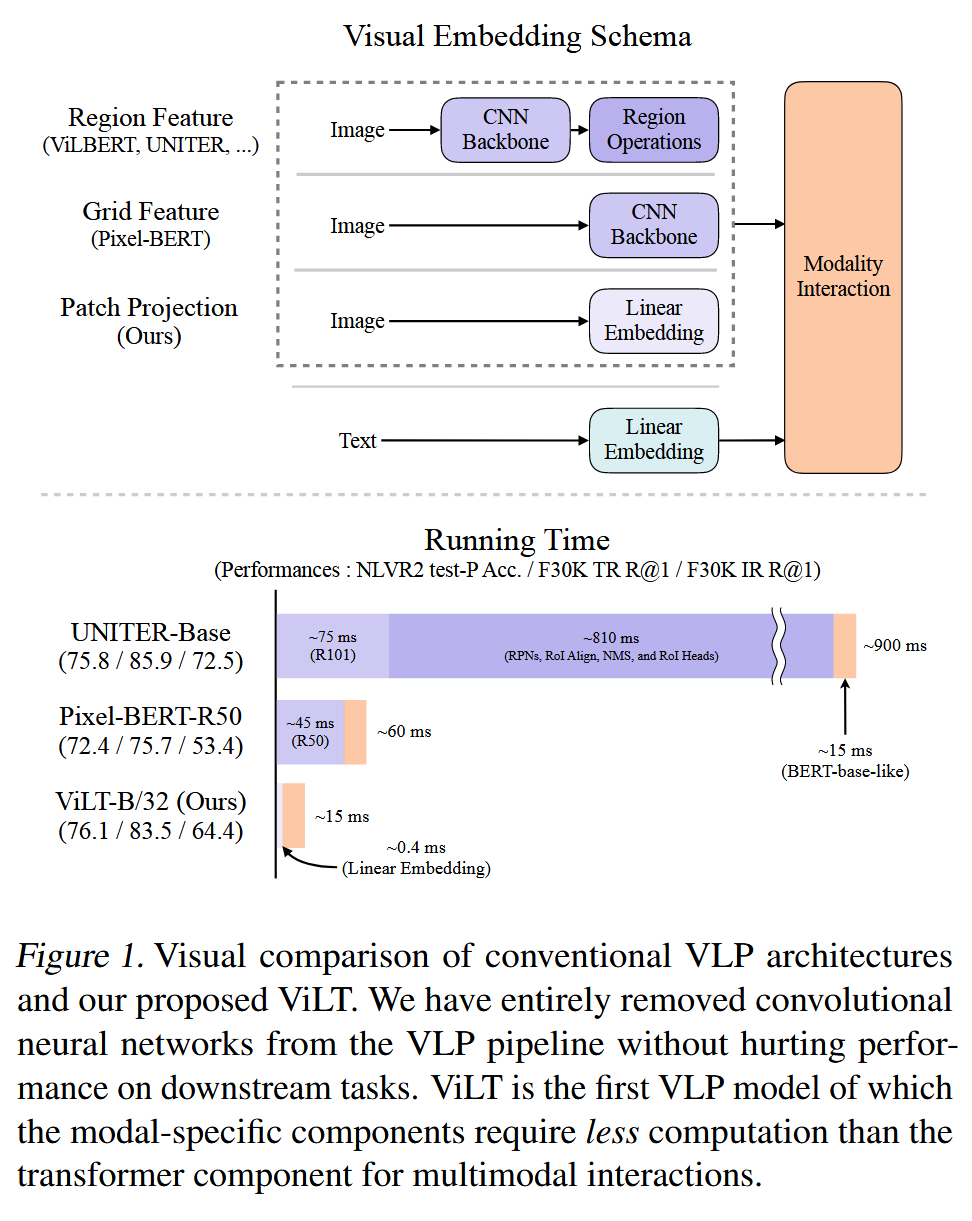 Visual Embedding Schema
Region Feature
(ViLBERT, UNITER, ...)
Image
CNN
Backbone
Region
Operations
Grid Feature
(Pixel-BERT)
Image
CNN
Backbone
Patch Projection
(Ours)
Image
Linear
Embedding
Text
Linear
Embedding
Modality
Interaction
Running Time
(Performances : NLVR2 test-P Acc. / F30K TR R@1 / F30K IR R@1)
UNITER-Base
(75.8 / 85.9 / 72.5)
~75 ms
(R101)
~810 ms
(RPNs, RoI Align, NMS, and RoI Heads)
~900 ms
Pixel-BERT-R50
(72.4 / 75.7 / 53.4)
~45 ms
(R50)
~60 ms
~15 ms
(BERT-base-like)
ViLT-B/32 (Ours)
(76.1 / 83.5 / 64.4)
~15 ms
~0.4 ms
(Linear Embedding)
Figure 1. Visual comparison of conventional VLP architectures
and our proposed ViLT. We have entirely removed convolutional
neural networks from the VLP pipeline without hurting perfor-
mance on downstream tasks. ViLT is the first VLP model of which
the modal-specific components require less computation than the
transformer component for multimodal interactions.